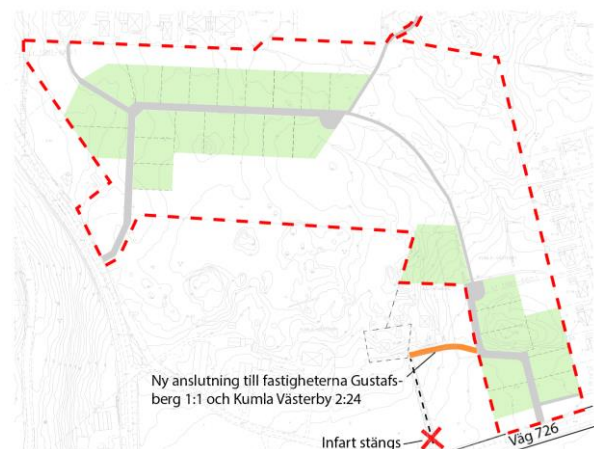 Ny anslutning till fastigheterna Gustafs-
berg 1:1 och Kumla Västerby 2:24
Infart stängs
Väg 726